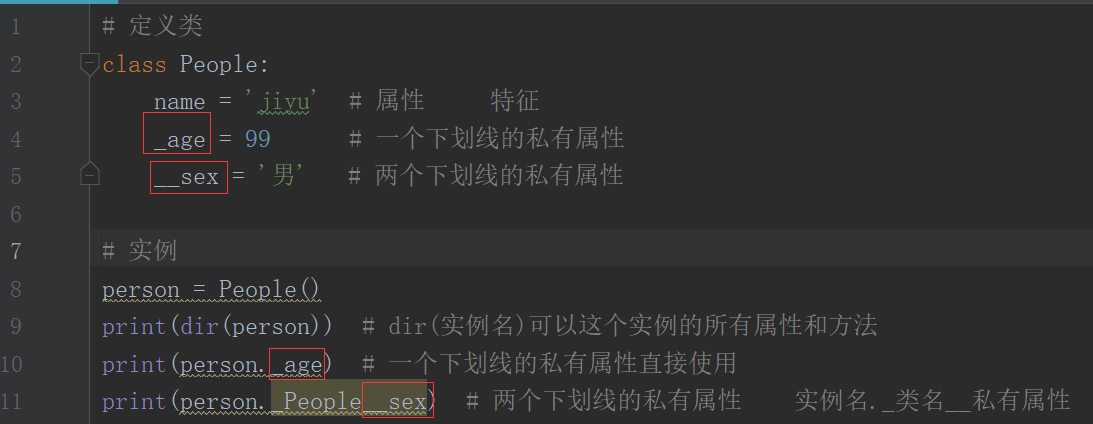 1 # 定义类
2 class People:
3 name = 'jiyu' # 属性 特征
4 _age = 99 # 一个下划线的私有属性
5 __sex = '男' # 两个下划线的私有属性
6
7 # 实例
8 person = People()
9 print(dir(person)) # dir(实例名)可以这个实例的所有属性和方法
10 print(person._age) # 一个下划线的私有属性直接使用
11 print(person._People__sex) # 两个下划线的私有属性 实例名._类名__私有属性